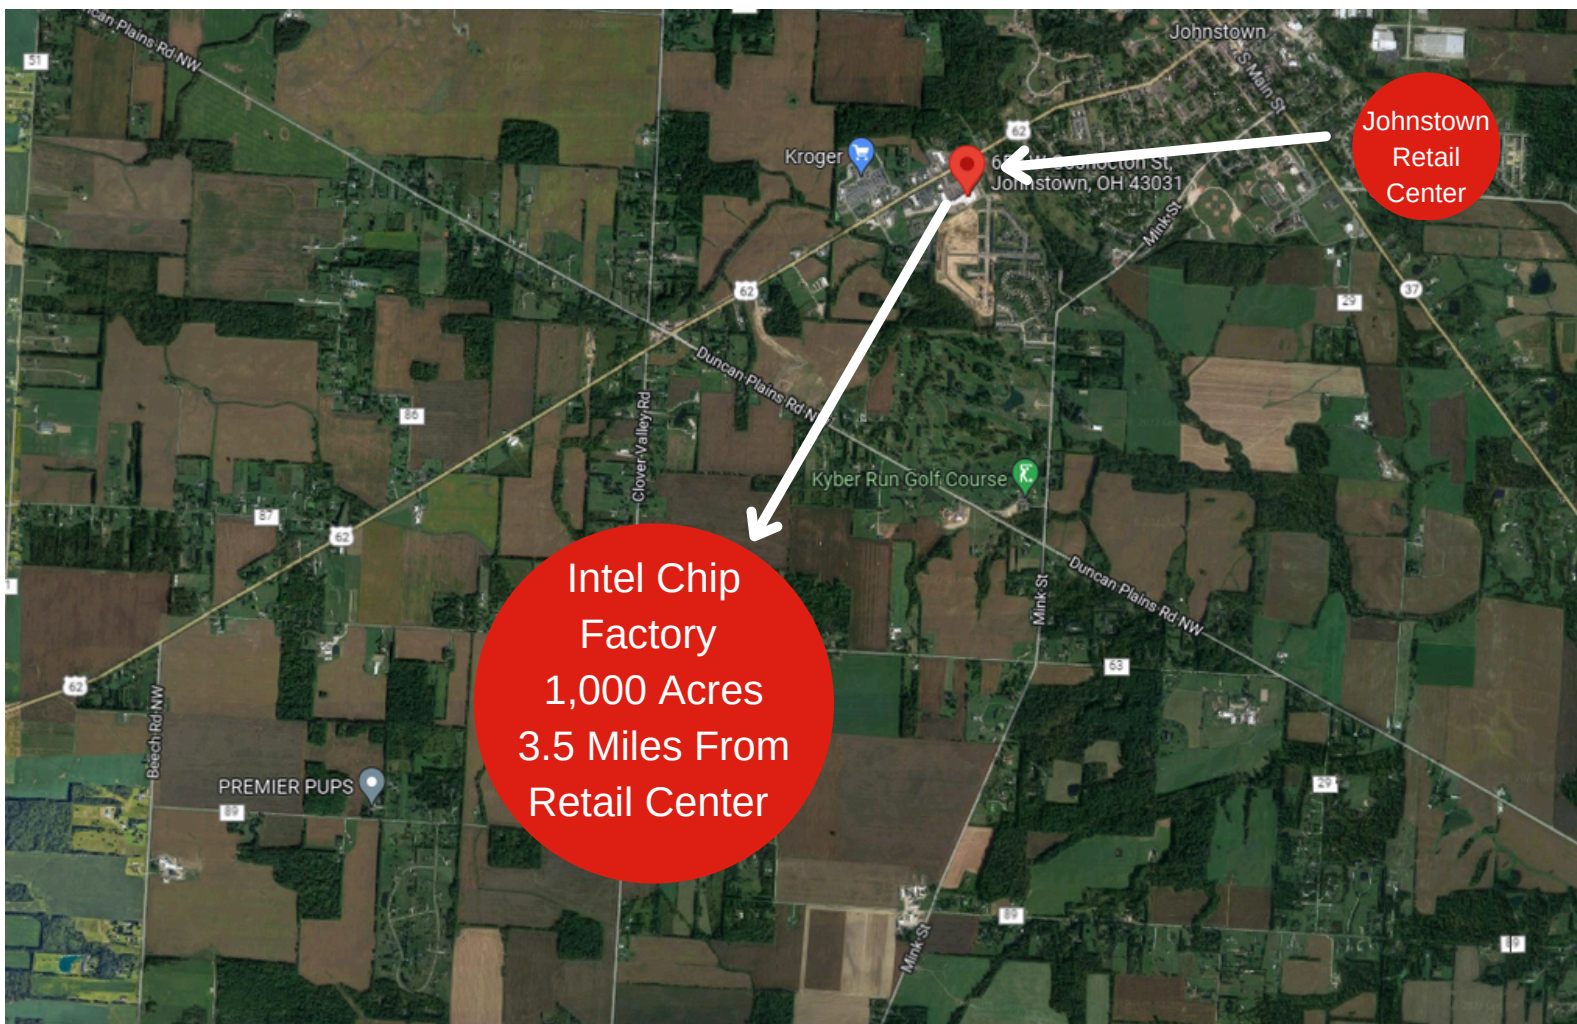 Duncan Plains Rd NW
51
Johnstown
S Main St
62
Johnstown
Retail
Center
Kroger
Coshocton St,
Johnstown, OH 43031
Mink St
62
29
37
Duncan Plains Rd
86
Clover Valley Rd
Kyber Run Golf Course
87
62
Intel Chip
Factory
1,000 Acres
3.5 Miles From
Retail Center
Mink St
Duncan Plains Rd NW
63
62
Beech Rd NW
PREMIER PUPS
89
29
89
Mink St